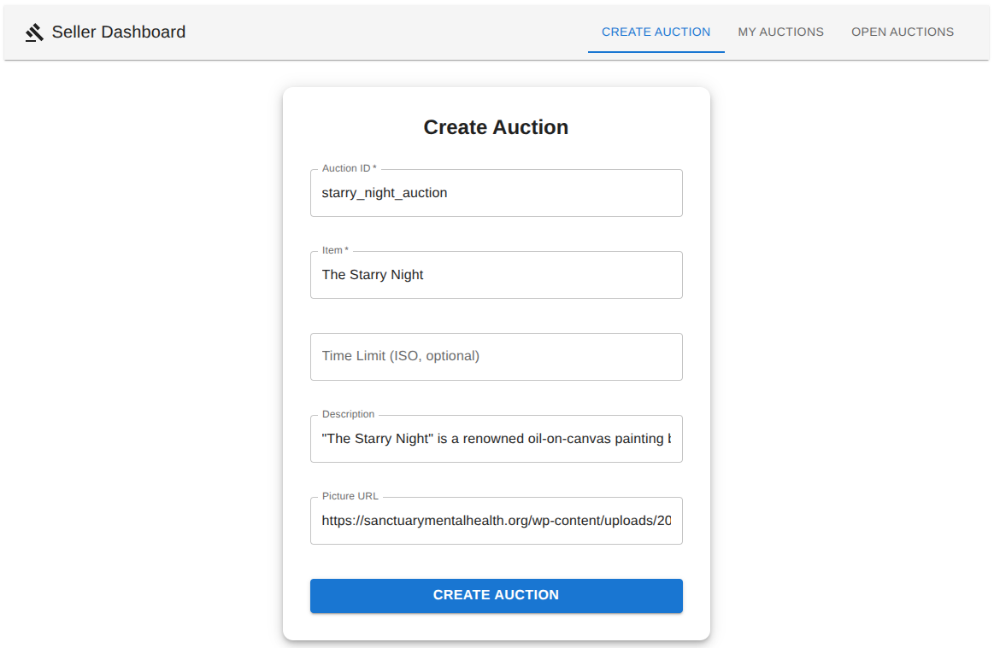 Seller Dashboard
CREATE AUCTION
MY AUCTIONS
OPEN AUCTIONS
Create Auction
Auction ID *
starry_night_auction
Item *
The Starry Night
Time Limit (ISO, optional)
Description
"The Starry Night" is a renowned oil-on-canvas painting
Picture URL
https://sanctuarymentalhealth.org/wp-content/uploads/20
CREATE AUCTION